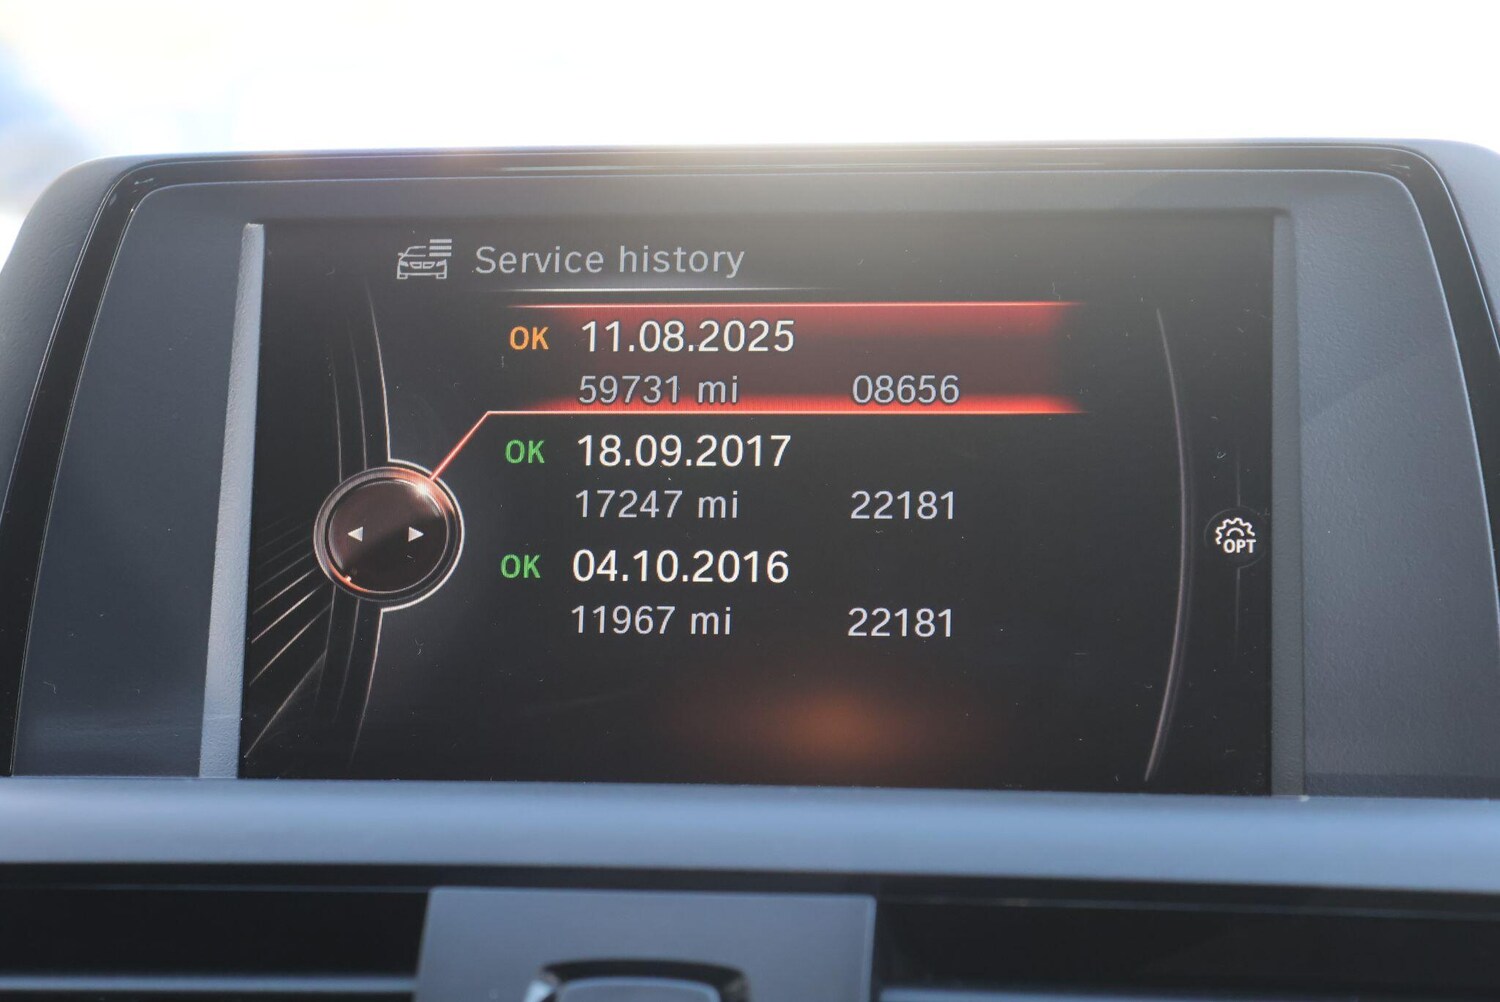 Service history
OK 11.08.2025
59731 mi 08656
OK 18.09.2017
17247 mi 22181
OPT
OK 04.10.2016
11967 mi 22181